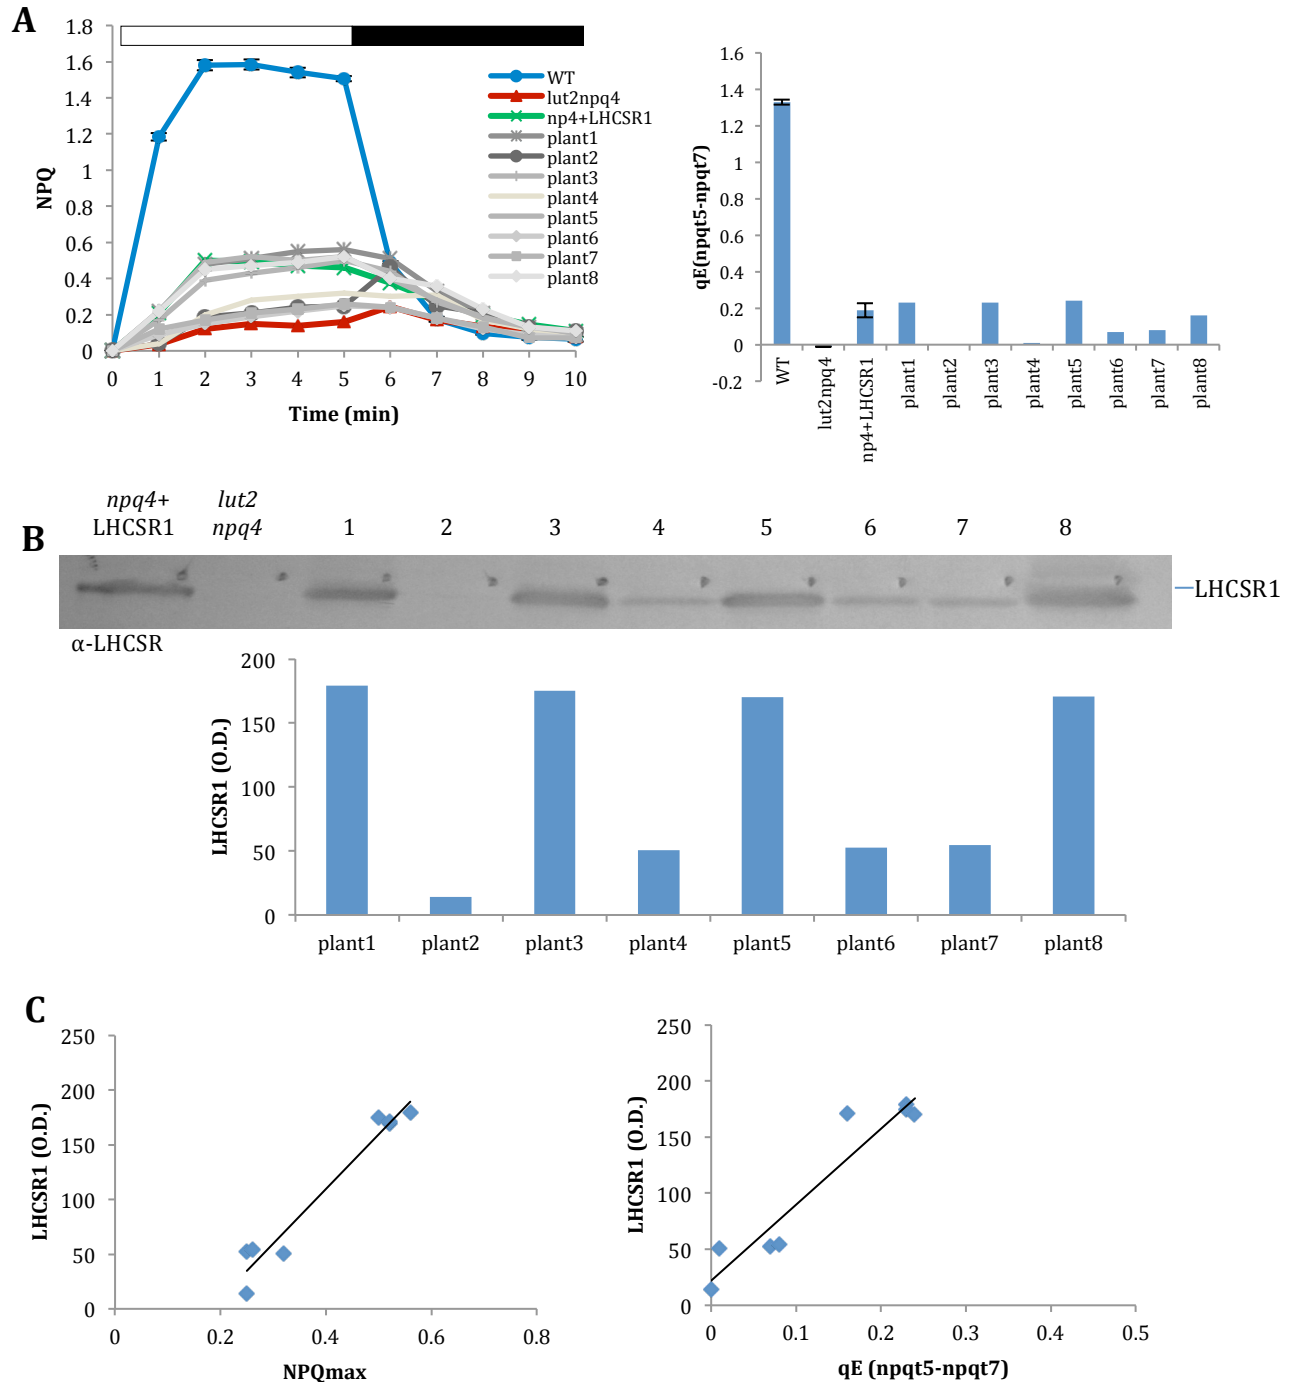 A
1.8
1.6
1.4
1.2
1
0.8
0.6
0.4
0.2
0
NPQ
0 1 2 3 4 5 6 7 8 9 10
Time (min)
WT
lut2npq4
np4+LHCSR1
plant1
plant2
plant3
plant4
plant5
plant6
plant7
plant8
1.6
1.4
1.2
1
0.8
0.6
0.4
0.2
0
-0.2
qE(npqt5-npqt7)
WT
lut2npq4
np4+LHCSR1
plant1
plant2
plant3
plant4
plant5
plant6
plant7
plant8
B
npq4+
LHCSR1
lut2
npq4
1 2 3 4 5 6 7 8
LHCSR1
α-LHCSR
200
150
100
50
0
LHCSR1 (O.D.)
plant1 plant2 plant3 plant4 plant5 plant6 plant7 plant8
C
250
200
150
100
50
0
LHCSR1 (O.D.)
0 0.2 0.4 0.6 0.8
NPQmax
250
200
150
100
50
0
LHCSR1 (O.D.)
0 0.1 0.2 0.3 0.4 0.5
qE (npqt5-npqt7)